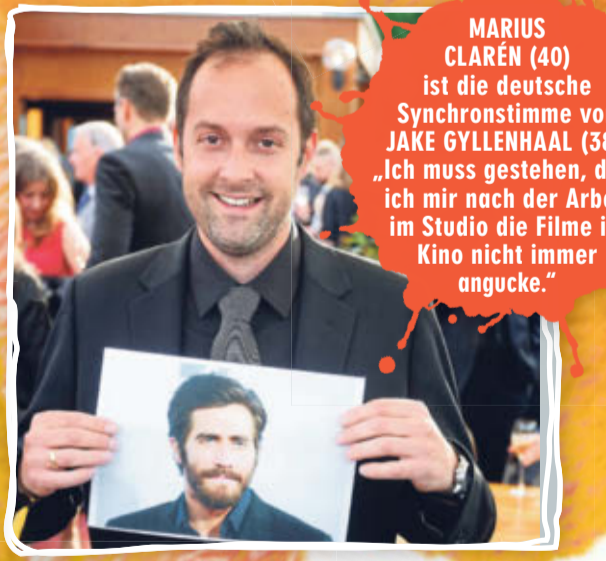 MARIUS
CLARÉN (40)
ist die deutsche
Synchronstimme vo
JAKE GYLLENHAAL (38
„Ich muss gestehen, d
ich mir nach der Arbe
im Studio die Filme i
Kino nicht immer
angucke.“